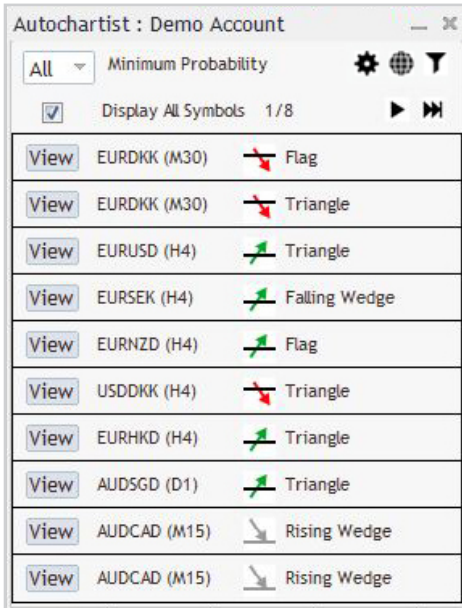 Autochartist : Demo Account
All Minimum Probability
Display All Symbols 1/8
View EURDKK (M30) Flag
View EURDKK (M30) Triangle
View EURUSD (H4) Triangle
View EURSEK (H4) Falling Wedge
View EURNZD (H4) Flag
View USDDKK (H4) Triangle
View EURHKD (H4) Triangle
View AUDSGD (D1) Triangle
View AUDCAD (M15) Rising Wedge
View AUDCAD (M15) Rising Wedge